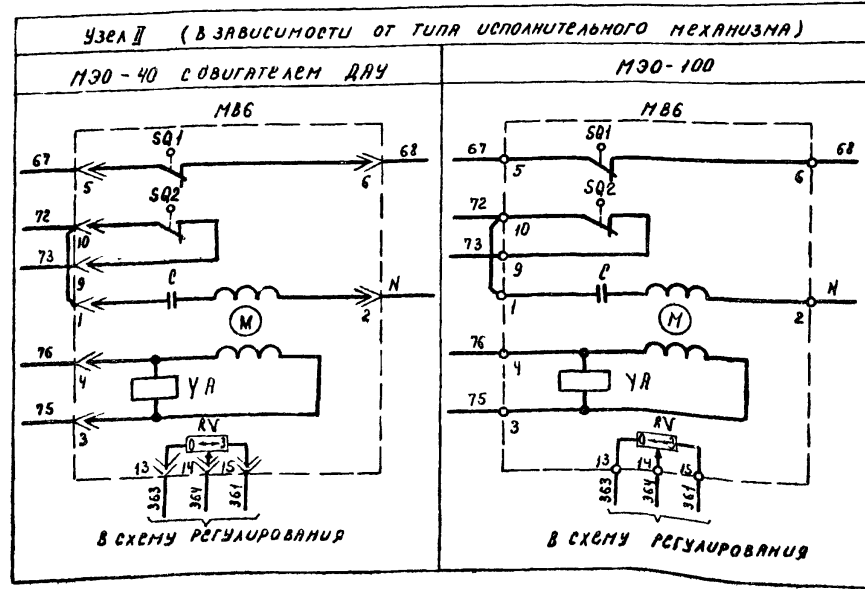 УЗЕЛ II (В ЗАВИСИМОСТИ ОТ ТИПА ИСПОЛНИТЕЛЬНОГО МЕХАНИЗМА)
МЭО-40 С ДВИГАТЕЛЕМ ДАУ
МВ6
67
SQ1
5
6
68
72
SQ2
10
73
9
C
1
M
2
N
76
4
YA
75
3
RV
0
З
13
14
15
363
364
361
В СХЕМУ РЕГУЛИРОВАНИЯ
МЭО-100
МВ6
67
SQ1
5
6
68
72
SQ2
10
73
9
C
1
M
2
N
76
4
YA
75
3
RV
0
З
13
14
15
363
364
361
В СХЕМУ РЕГУЛИРОВАНИЯ